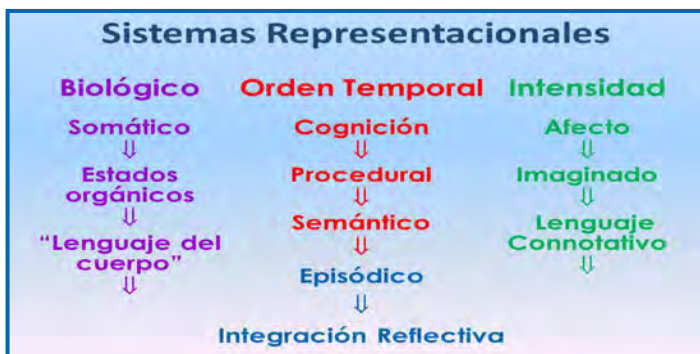 Sistemas Representacionales
Biológico Orden Temporal Intensidad
Somático Cognición Afecto
⇓ ⇓ ⇓
Estados orgánicos Procedural Imaginado
⇓ ⇓ ⇓
"Lenguaje del cuerpo" Semántico Lenguaje Connotativo
⇓ ⇓ ⇓
Episódico
⇓
Integración Reflectiva